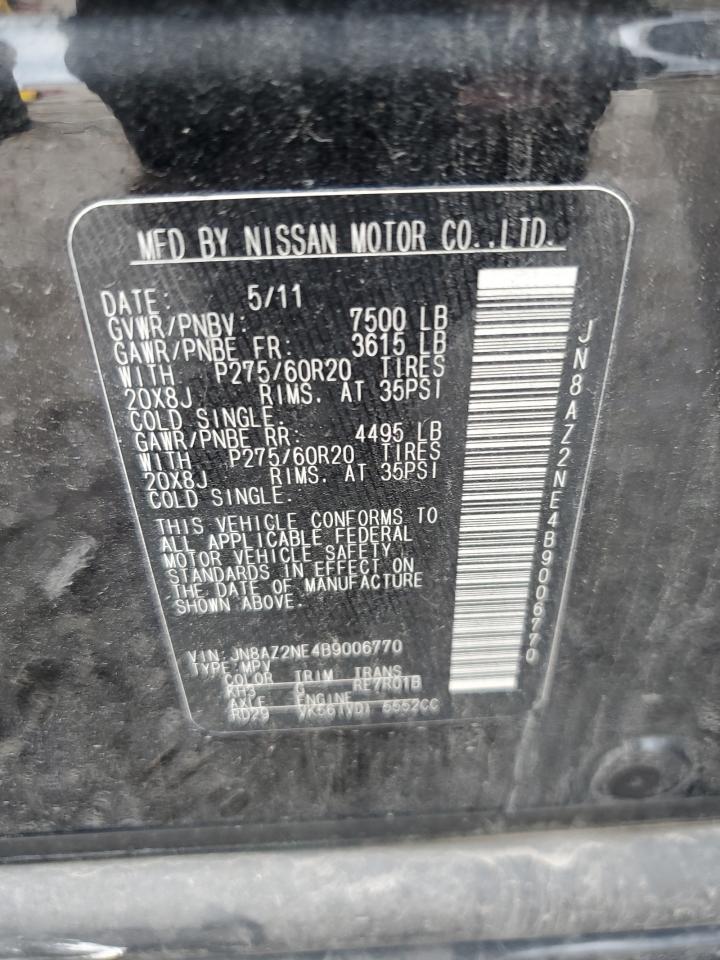 MFD BY NISSAN MOTOR CO.,LTD.
DATE: 5/11
GVWR/PNBV: 7500 LB
GAWR/PNBE FR: 3615 LB
WITH P275/60R20 TIRES
20X8J RIMS. AT 35PSI
COLD SINGLE.
GAWR/PNBE RR: 4495 LB
WITH P275/60R20 TIRES
20X8J RIMS. AT 35PSI
COLD SINGLE.
THIS VEHICLE CONFORMS TO
ALL APPLICABLE FEDERAL
MOTOR VEHICLE SAFETY
STANDARDS IN EFFECT ON
THE DATE OF MANUFACTURE
SHOWN ABOVE.
VIN: JN8AZ2NE4B9006770
TYPE:MPV
COLOR TRIM TRANS
KH3 G RE7R01B
AXLE ENGINE
RD29 VK56(VD) 5552CC
JN8AZ2NE4B9006770